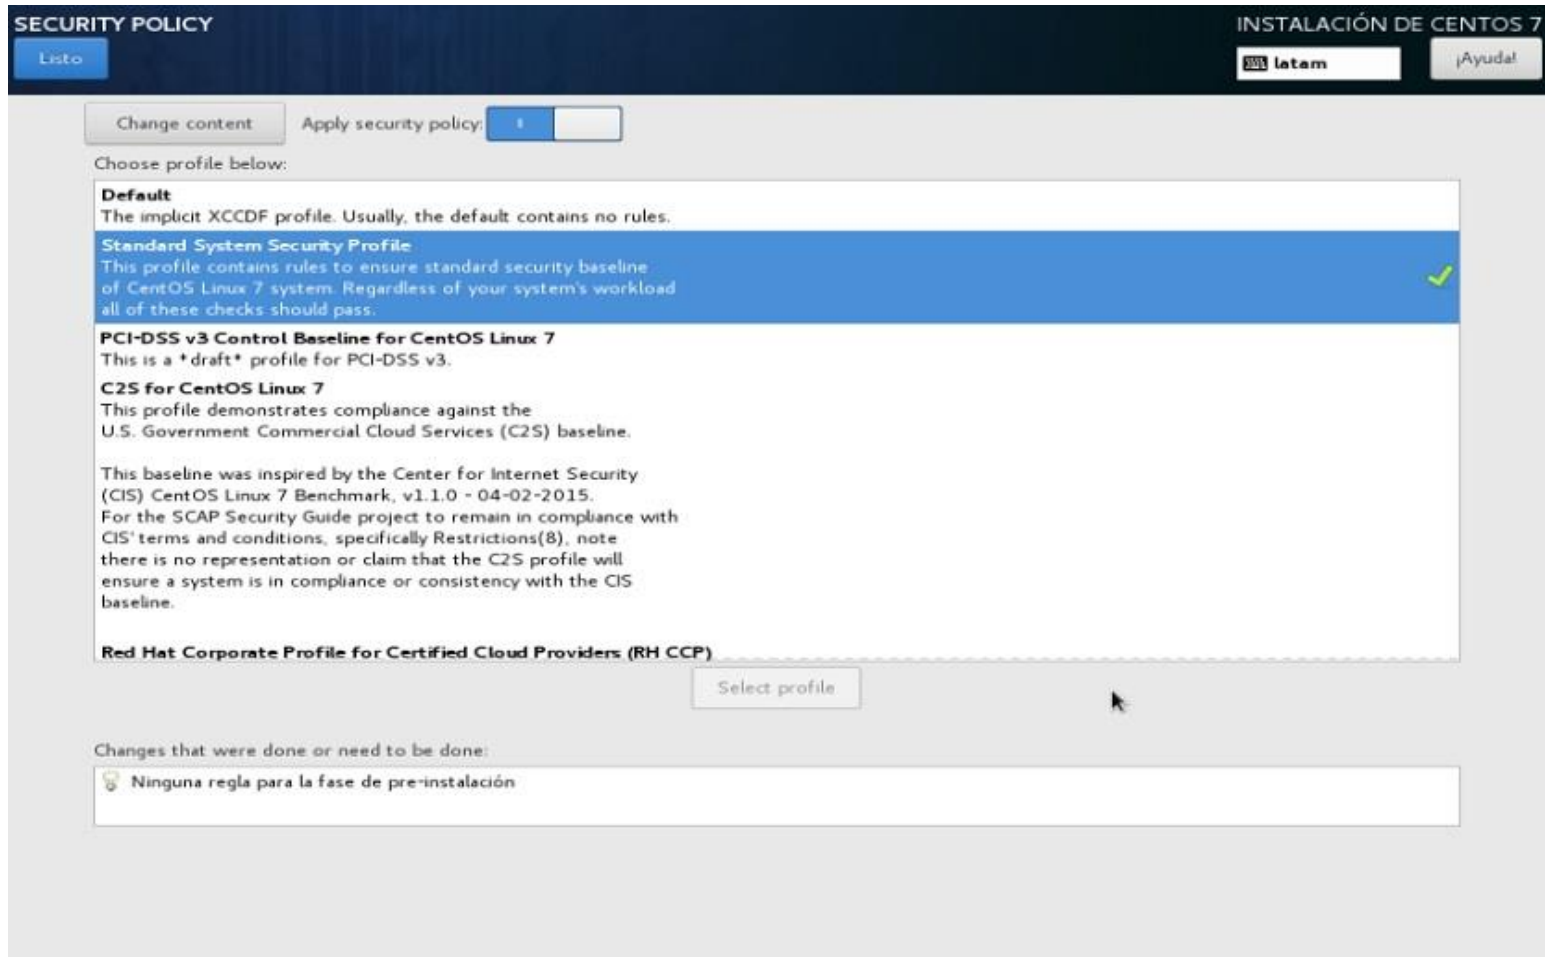 SECURITY POLICY
INSTALACIÓN DE CENTOS 7
Listo
latam
¡Ayuda!
Change content
Apply security policy:
Choose profile below:
Default
The implicit XCCDF profile. Usually, the default contains no rules.
Standard System Security Profile
This profile contains rules to ensure standard security baseline
of CentOS Linux 7 system. Regardless of your system's workload
all of these checks should pass.
PCI-DSS v3 Control Baseline for CentOS Linux 7
This is a *draft* profile for PCI-DSS v3.
C2S for CentOS Linux 7
This profile demonstrates compliance against the
U.S. Government Commercial Cloud Services (C2S) baseline.
This baseline was inspired by the Center for Internet Security
(CIS) CentOS Linux 7 Benchmark, v1.1.0 - 04-02-2015.
For the SCAP Security Guide project to remain in compliance with
CIS' terms and conditions, specifically Restrictions(8), note
there is no representation or claim that the C2S profile will
ensure a system is in compliance or consistency with the CIS
baseline.
Red Hat Corporate Profile for Certified Cloud Providers (RH CCP)
Select profile
Changes that were done or need to be done:
Ninguna regla para la fase de pre-instalación